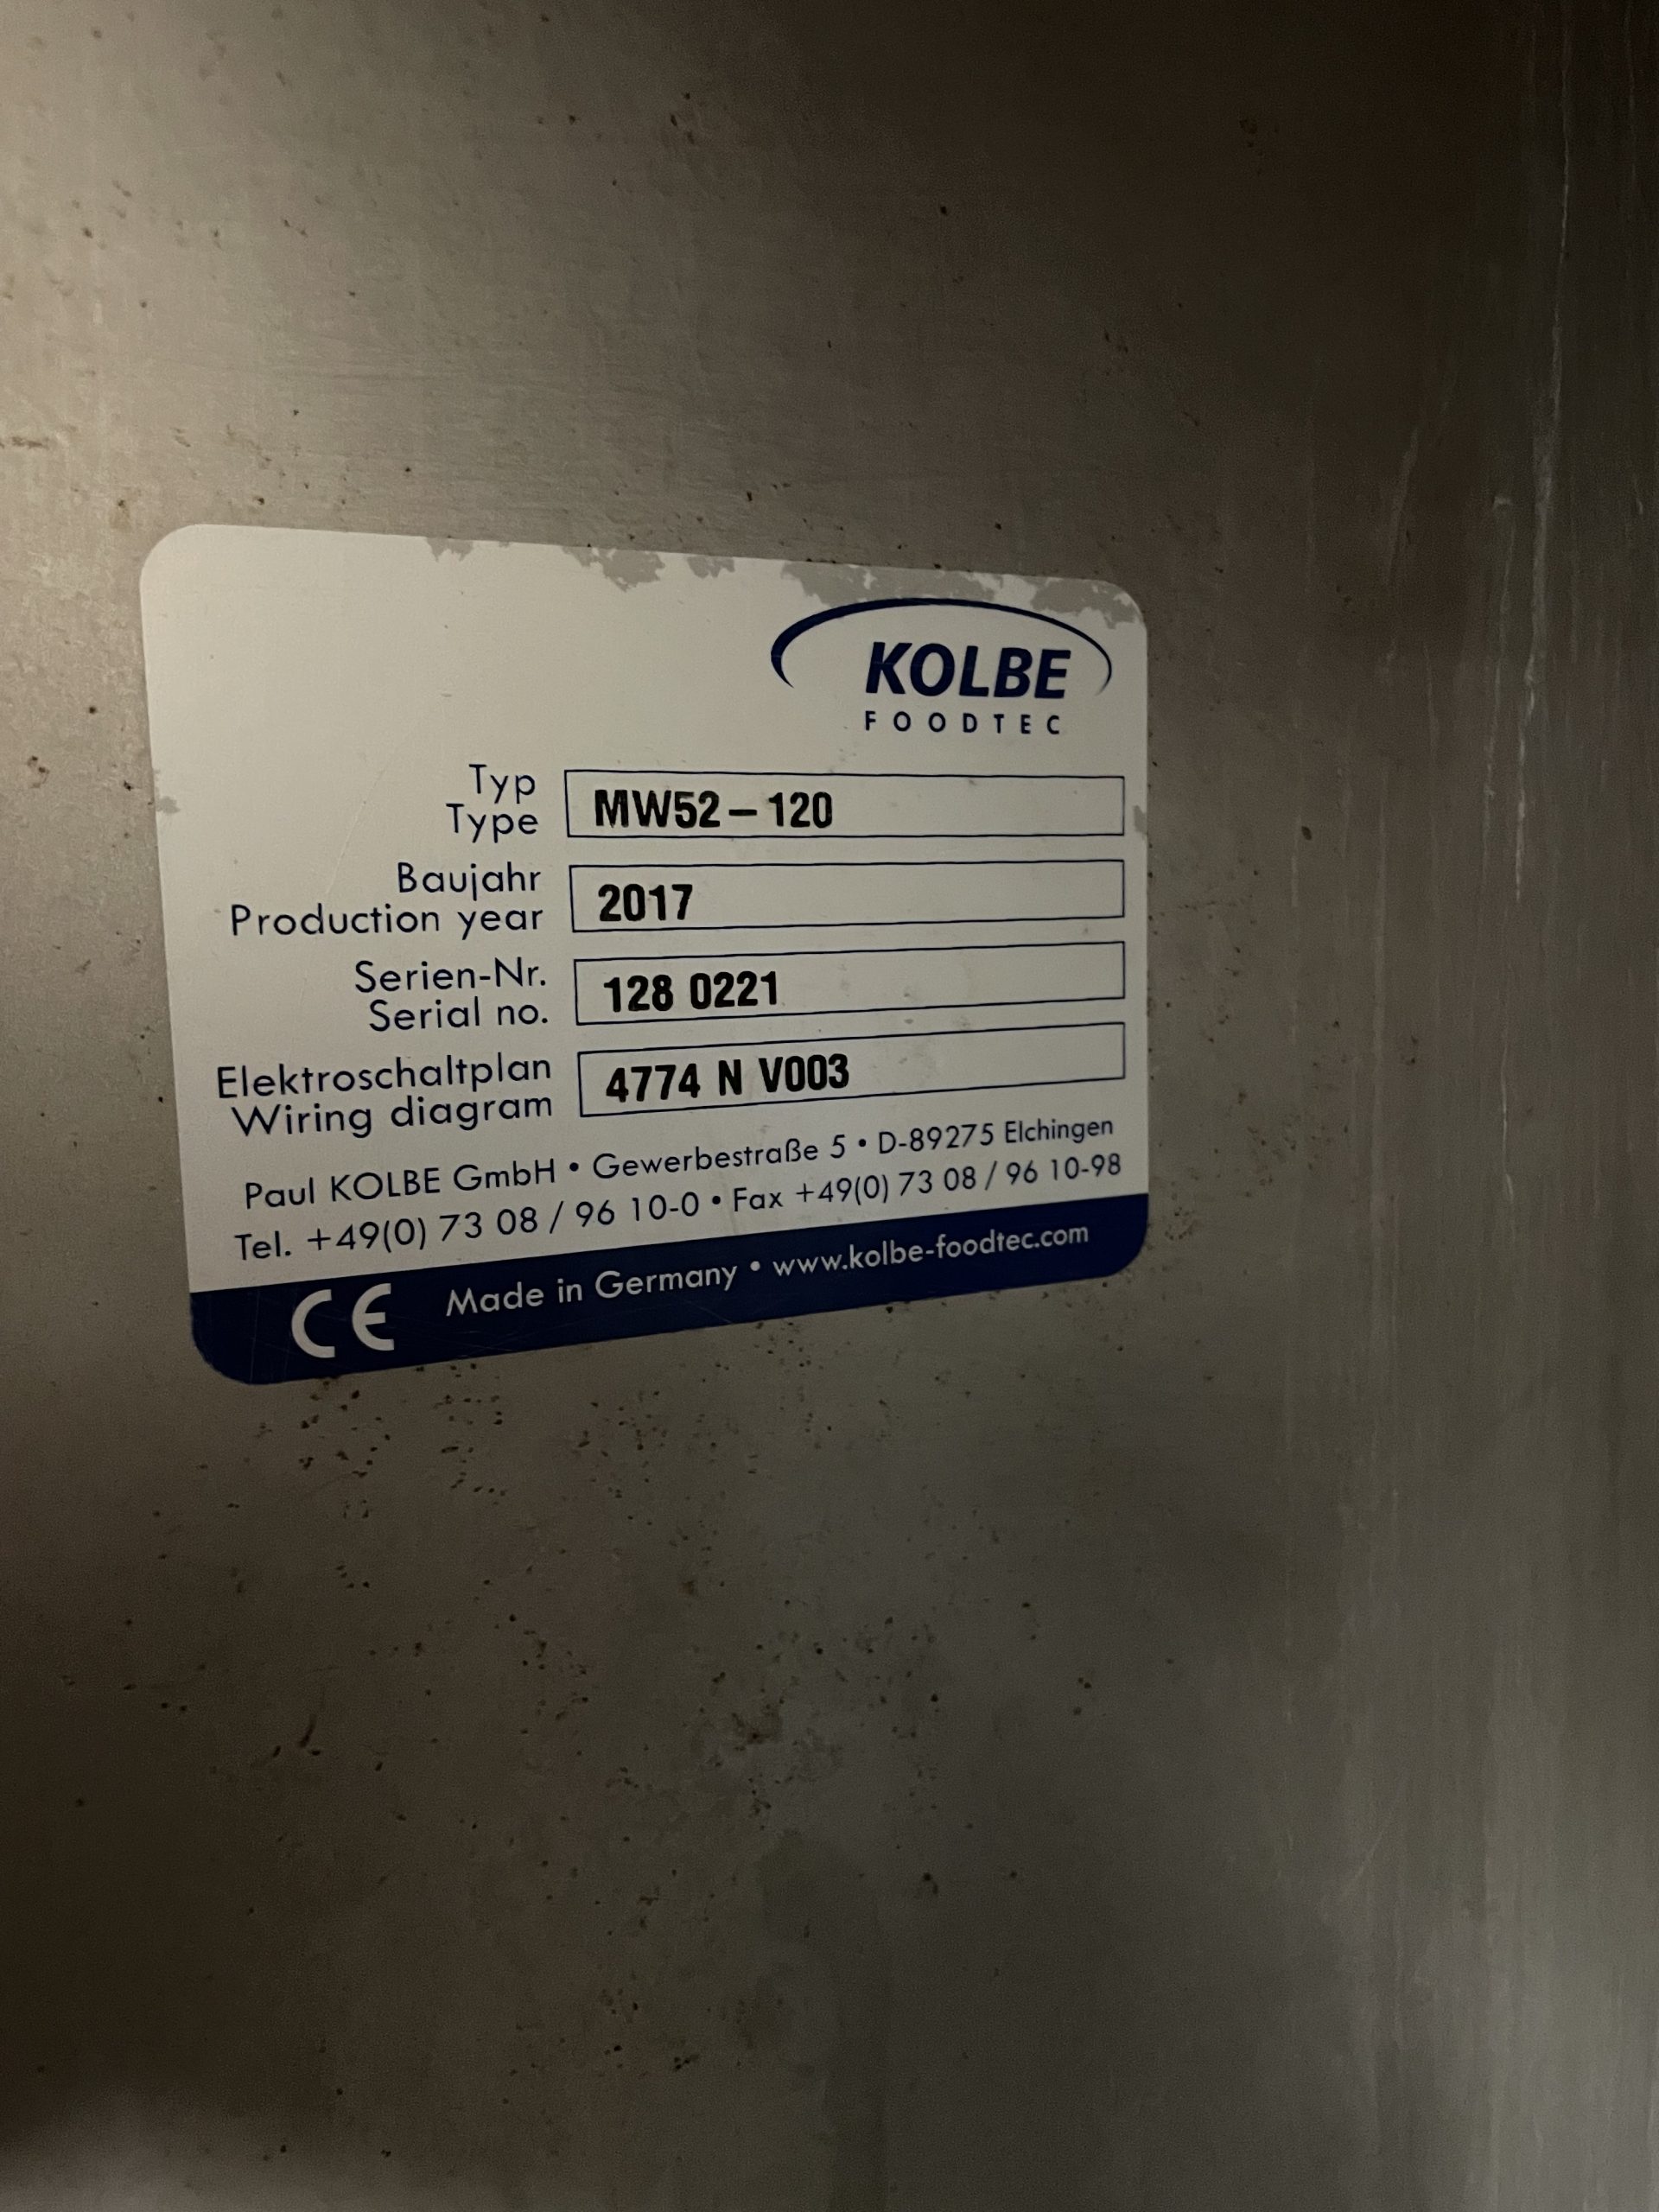 KOLBE
FOODTEC
Typ
Type
MW52 – 120
Baujahr
Production year
2017
Serien-Nr.
Serial no.
128 0221
Elektroschaltplan
Wiring diagram
4774 N V003
Paul KOLBE GmbH • Gewerbestraße 5 • D-89275 Elchingen
Tel. +49(0) 73 08 / 96 10-0 • Fax +49(0) 73 08 / 96 10-98
CE Made in Germany • www.kolbe-foodtec.com